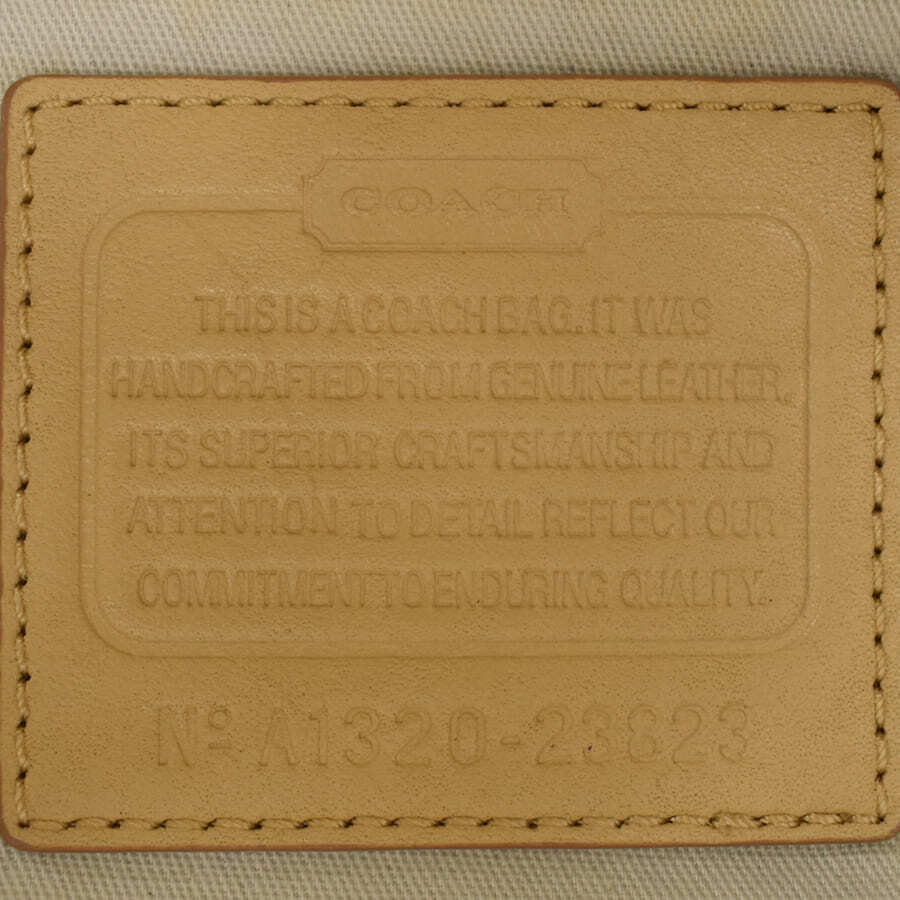 COACH
THIS IS A COACH BAG. IT WAS
HANDCRAFTED FROM GENUINE LEATHER.
ITS SUPERIOR CRAFTSMANSHIP AND
ATTENTION TO DETAIL REFLECT OUR
COMMITMENT TO ENDURING QUALITY.
Nº A1320-23623